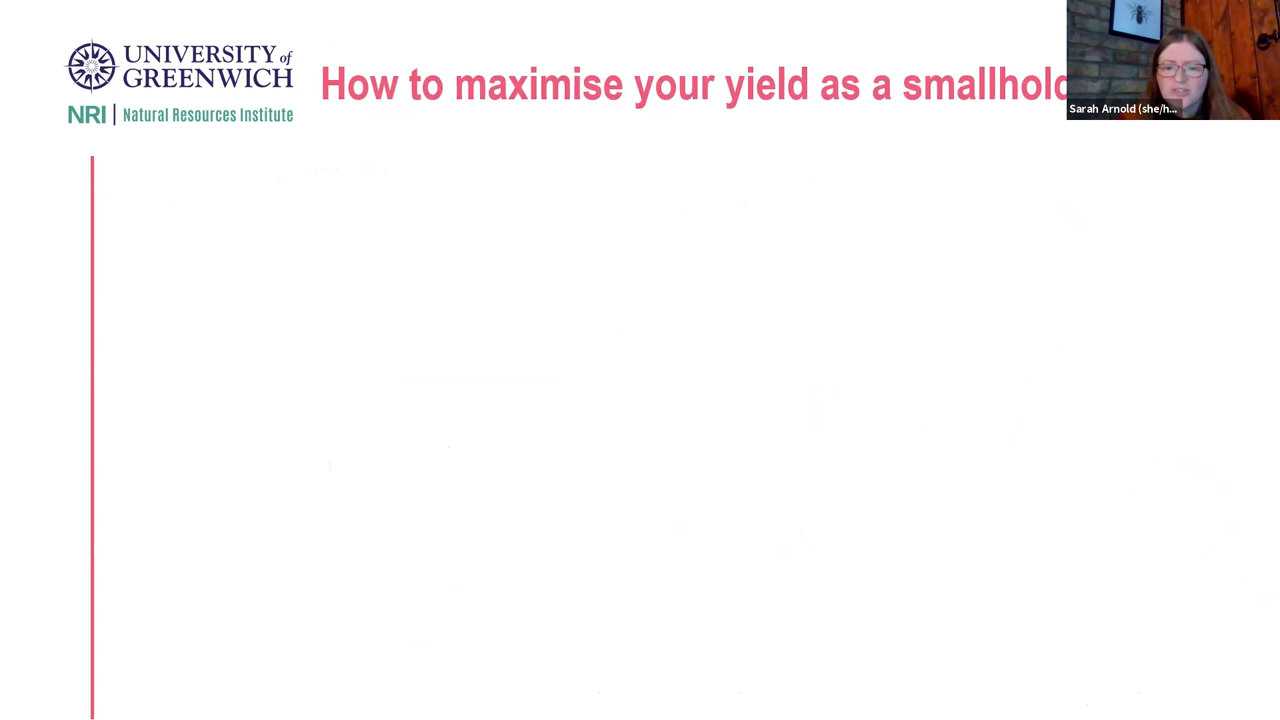 UNIVERSITY of
GREENWICH
NRI | Natural Resources Institute
How to maximise your yield as a smallhold
Sarah Arnold (she/h...